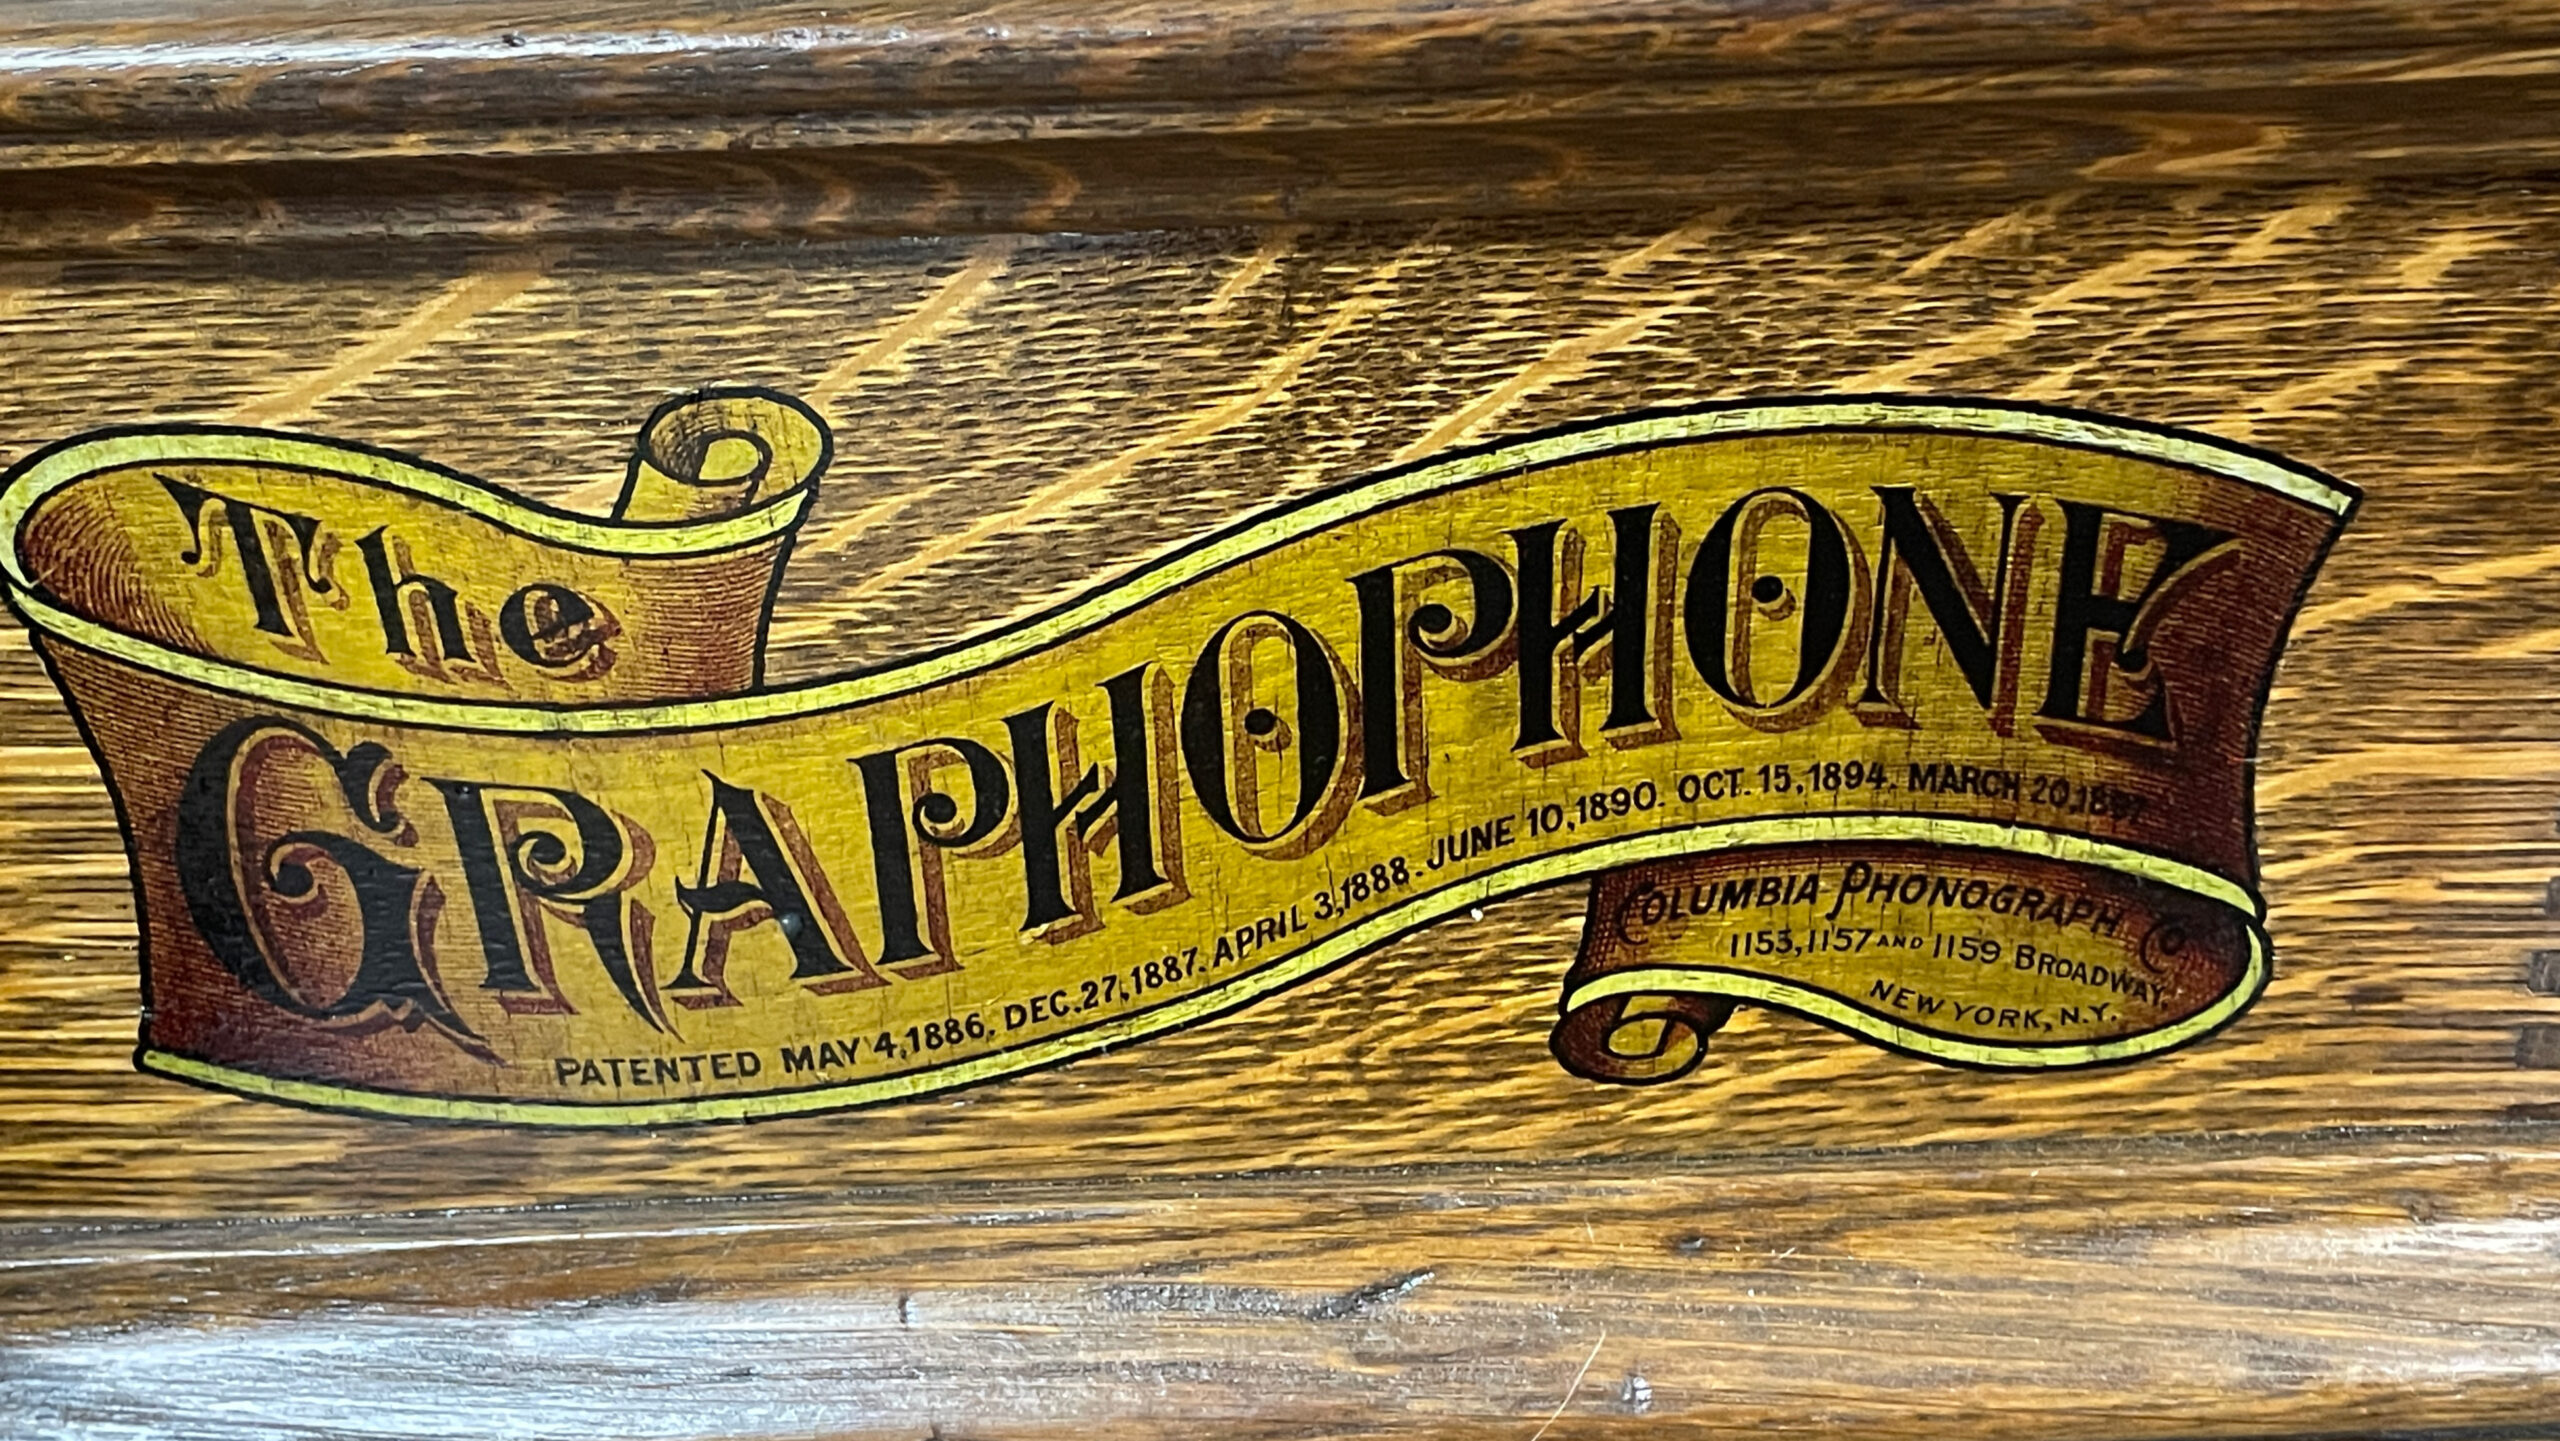 The
GRAPHOPHONE
PATENTED MAY 4,1886. DEC.27,1887. APRIL 3,1888. JUNE 10,1890. OCT.15,1894. MARCH 20,1897
COLUMBIA PHONOGRAPH CO
1153,1157 AND 1159 BROADWAY,
NEW YORK, N.Y.